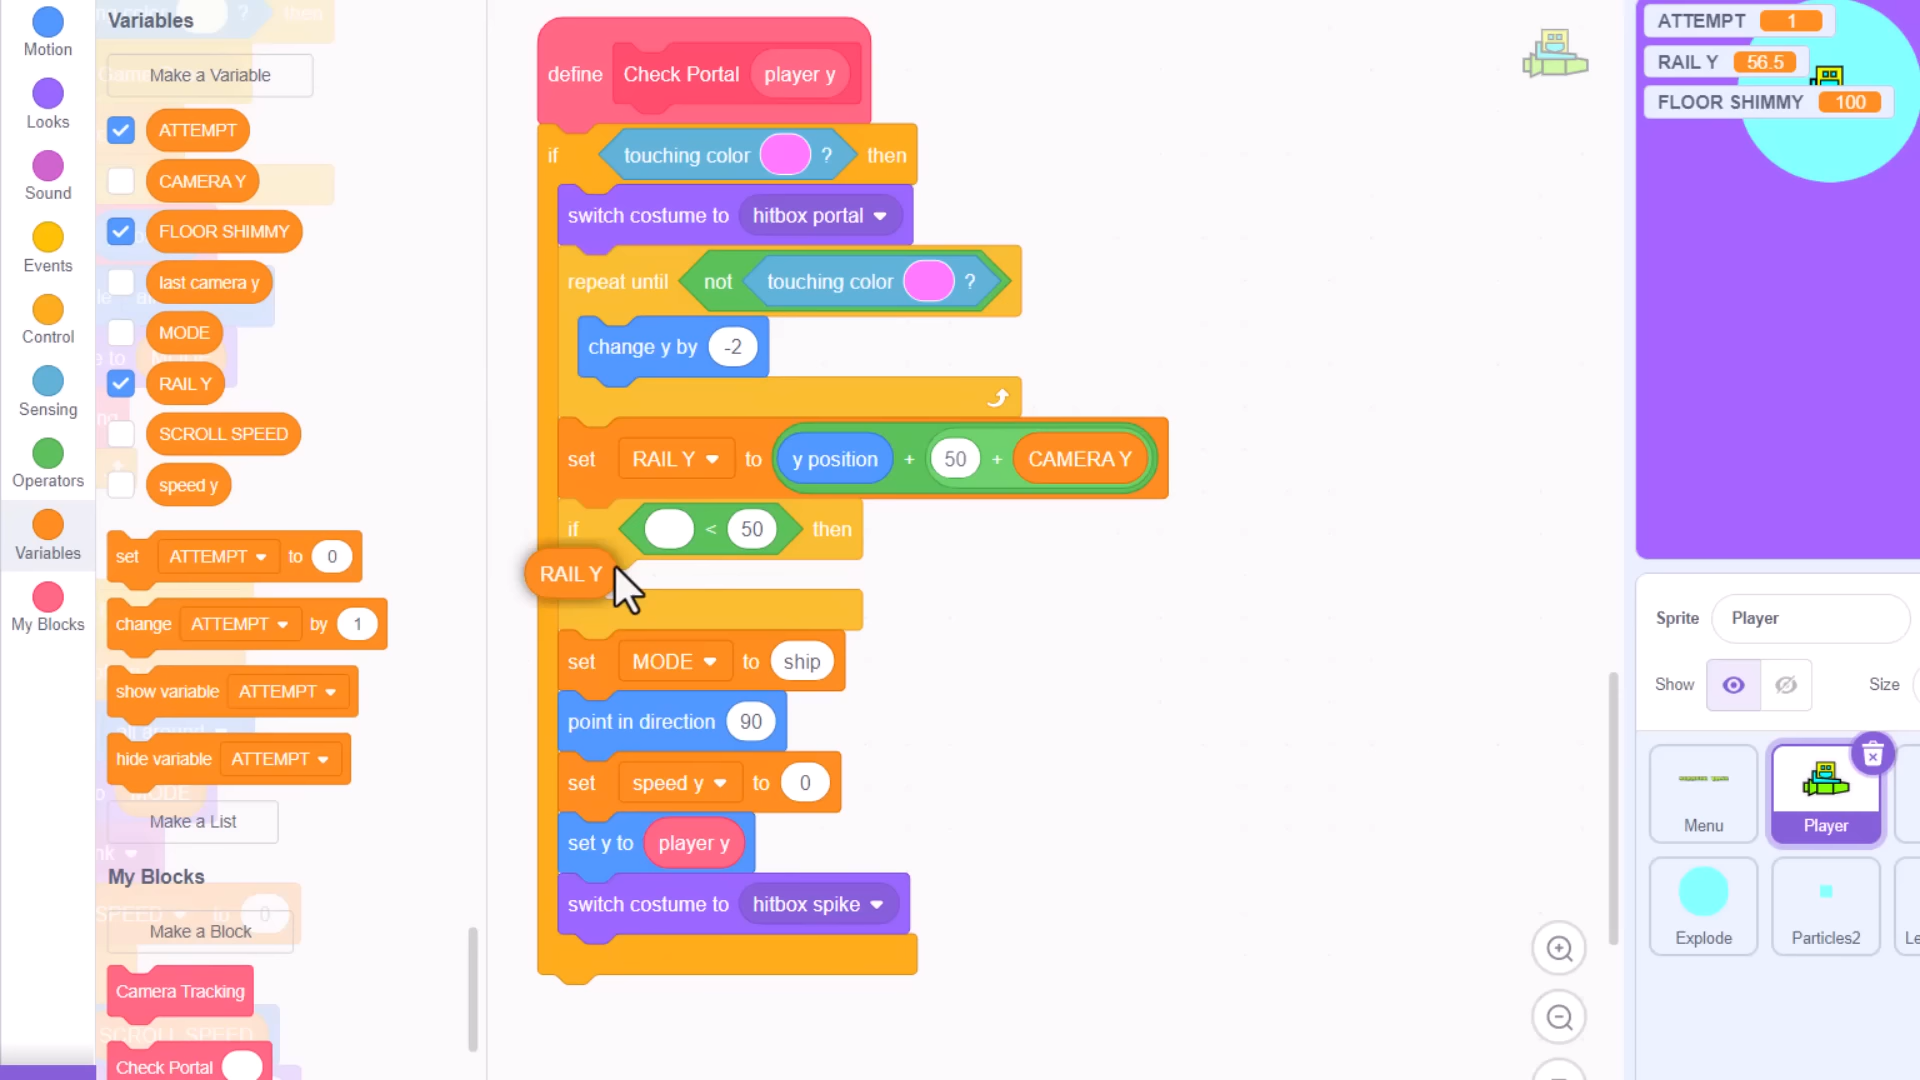 Motion
Looks
Sound
Events
Control
Sensing
Operators
Variables
My Blocks
Variables
Make a Variable
ATTEMPT
CAMERA Y
FLOOR SHIMMY
last camera y
MODE
RAIL Y
SCROLL SPEED
speed y
set ATTEMPT to 0
change ATTEMPT by 1
show variable ATTEMPT
hide variable ATTEMPT
Make a List
My Blocks
Make a Block
Camera Tracking
Check Portal
SCROLL SPEED
define Check Portal player y
if touching color ? then
switch costume to hitbox portal
repeat until not touching color ?
change y by -2
set RAIL Y to y position + 50 + CAMERA Y
if < 50 then
RAIL Y
set MODE to ship
point in direction 90
set speed y to 0
set y to player y
switch costume to hitbox spike
ATTEMPT 1
RAIL Y 56.5
FLOOR SHIMMY 100
Sprite Player
Show Size
Menu
Player
Explode
Particles2